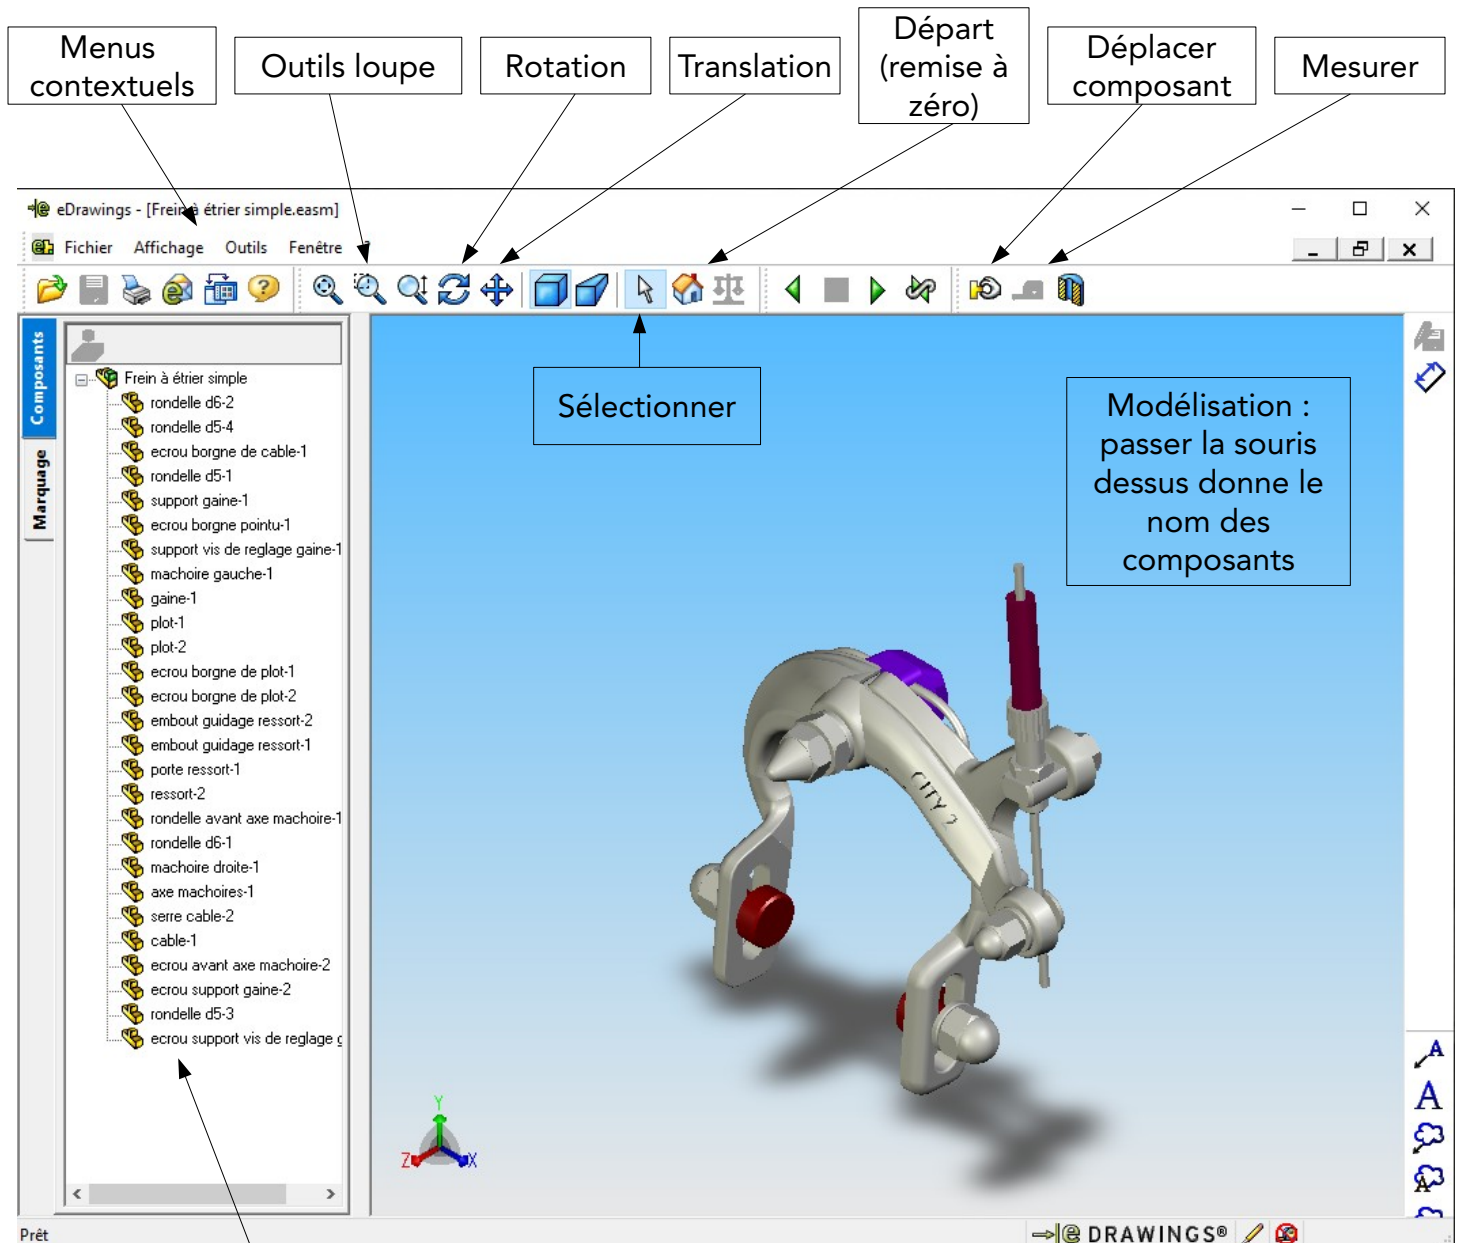 Menus
contextuels
Outils loupe
Rotation
Translation
Départ
(remise à
zéro)
Déplacer
composant
Mesurer
eDrawings - [Frein à étrier simple.easm]
Fichier Affichage Outils Fenêtre ?
Composants
Marquage
Frein à étrier simple
rondelle d6-2
rondelle d5-4
ecrou borgne de cable-1
rondelle d5-1
support gaine-1
ecrou borgne pointu-1
support vis de reglage gaine-1
machoire gauche-1
gaine-1
plot-1
plot-2
ecrou borgne de plot-1
ecrou borgne de plot-2
embout guidage ressort-2
embout guidage ressort-1
porte ressort-1
ressort-2
rondelle avant axe machoire-1
rondelle d6-1
machoire droite-1
axe machoires-1
serre cable-2
cable-1
ecrou avant axe machoire-2
ecrou support gaine-2
rondelle d5-3
ecrou support vis de reglage g
Sélectionner
Modélisation :
passer la souris
dessus donne le
nom des
composants
CITY 2
Y
Z
X
A
A
A
Prêt
e DRAWINGS®